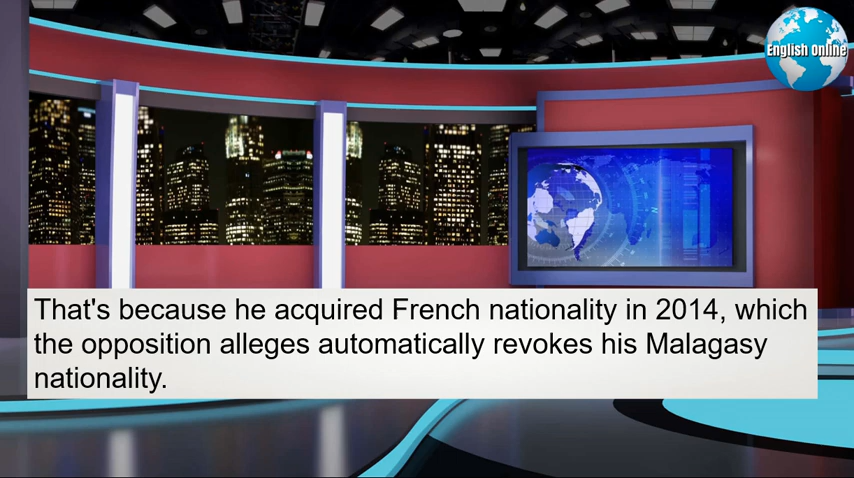 English Online
That's because he acquired French nationality in 2014, which
the opposition alleges automatically revokes his Malagasy
nationality.